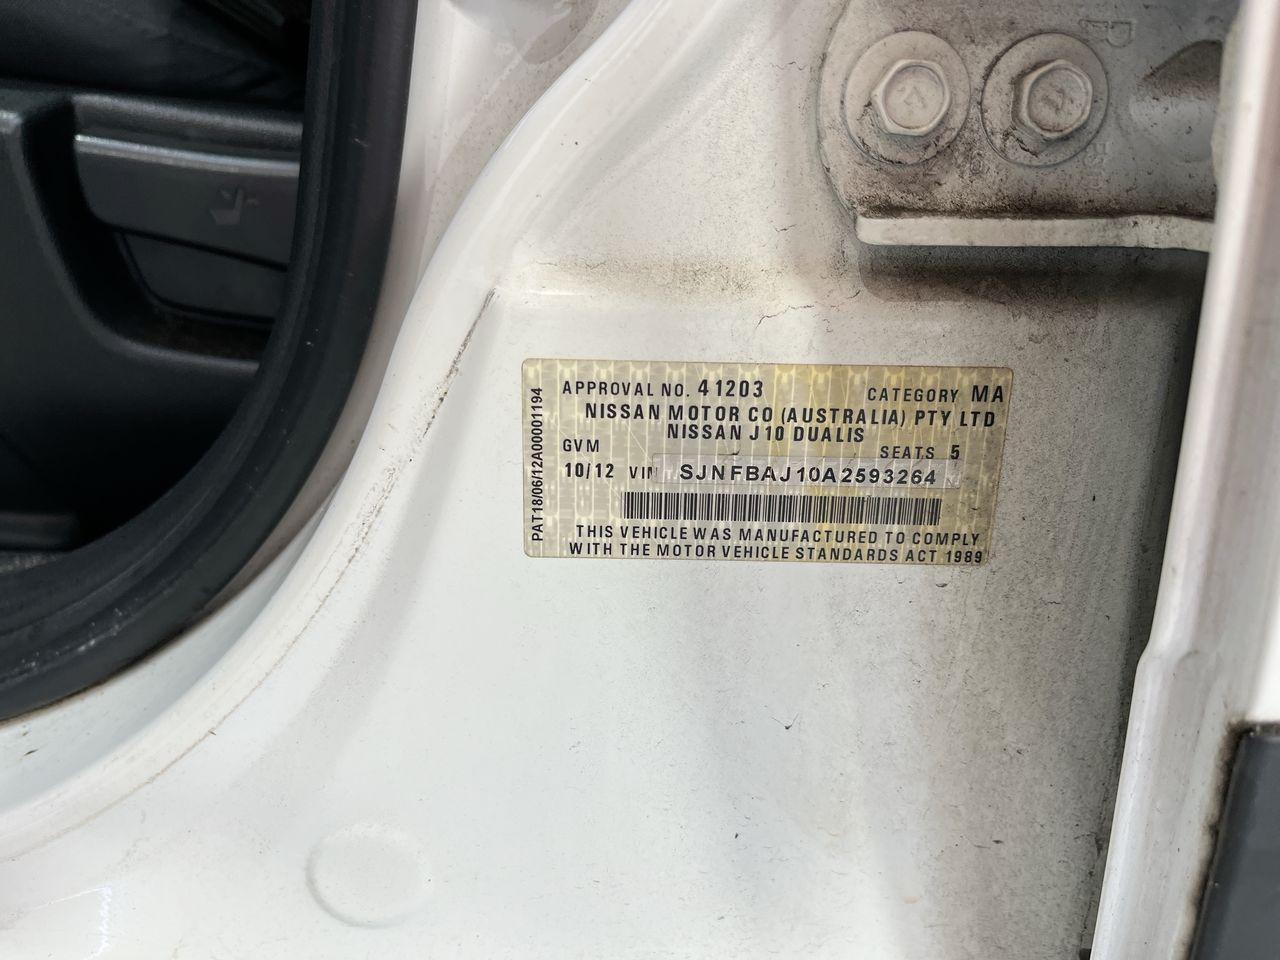 APPROVAL NO. 41203 CATEGORY MA
NISSAN MOTOR CO (AUSTRALIA) PTY LTD
NISSAN J10 DUALIS
GVM SEATS 5
10/12 VIN SJNFBAJ10A2593264
THIS VEHICLE WAS MANUFACTURED TO COMPLY
WITH THE MOTOR VEHICLE STANDARDS ACT 1989
PAT18/06/12A00001194